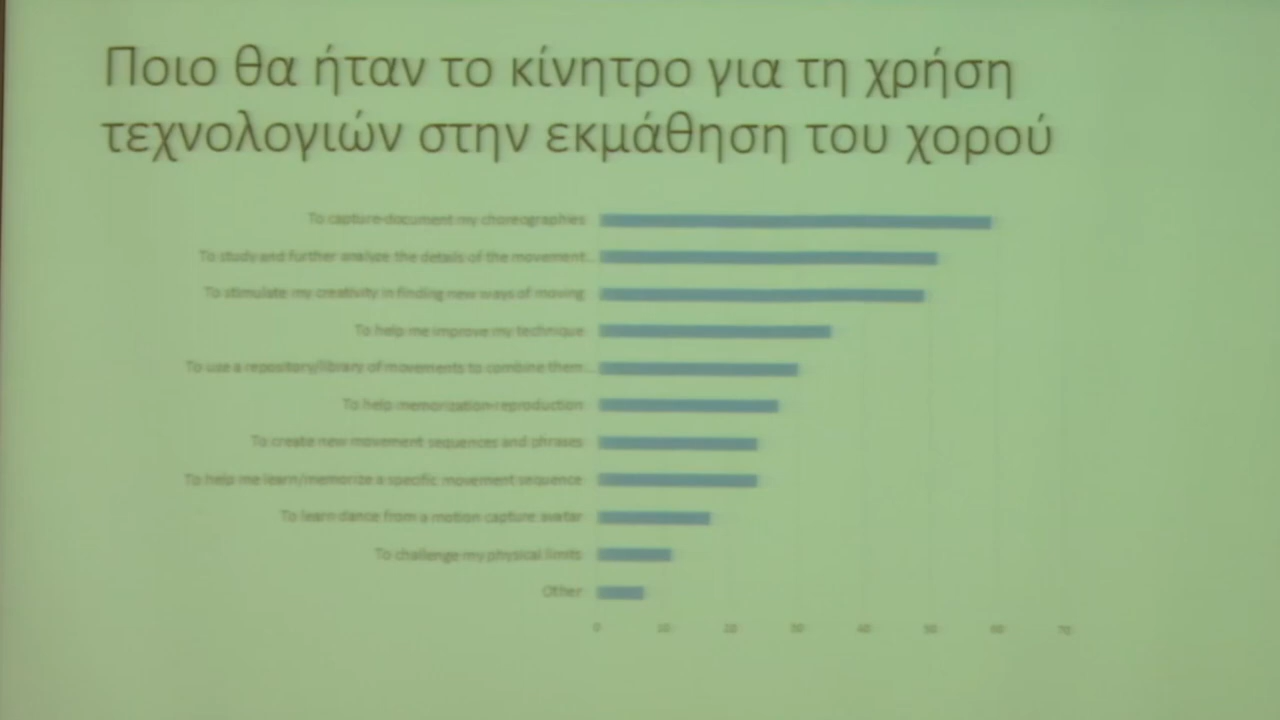 Ποιο θα ήταν το κίνητρο για τη χρήση
τεχνολογιών στην εκμάθηση του χορού
To capture-document my choreographies
To study and further analyze the details of the movement...
To stimulate my creativity in finding new ways of moving
To help me improve my technique
To use a repository/library of movements to combine them...
To help memorization-reproduction
To create new movement sequences and phrases
To help me learn/memorize a specific movement sequence
To learn dance from a motion capture avatar
To challenge my physical limits
Other
0 10 20 30 40 50 60 70